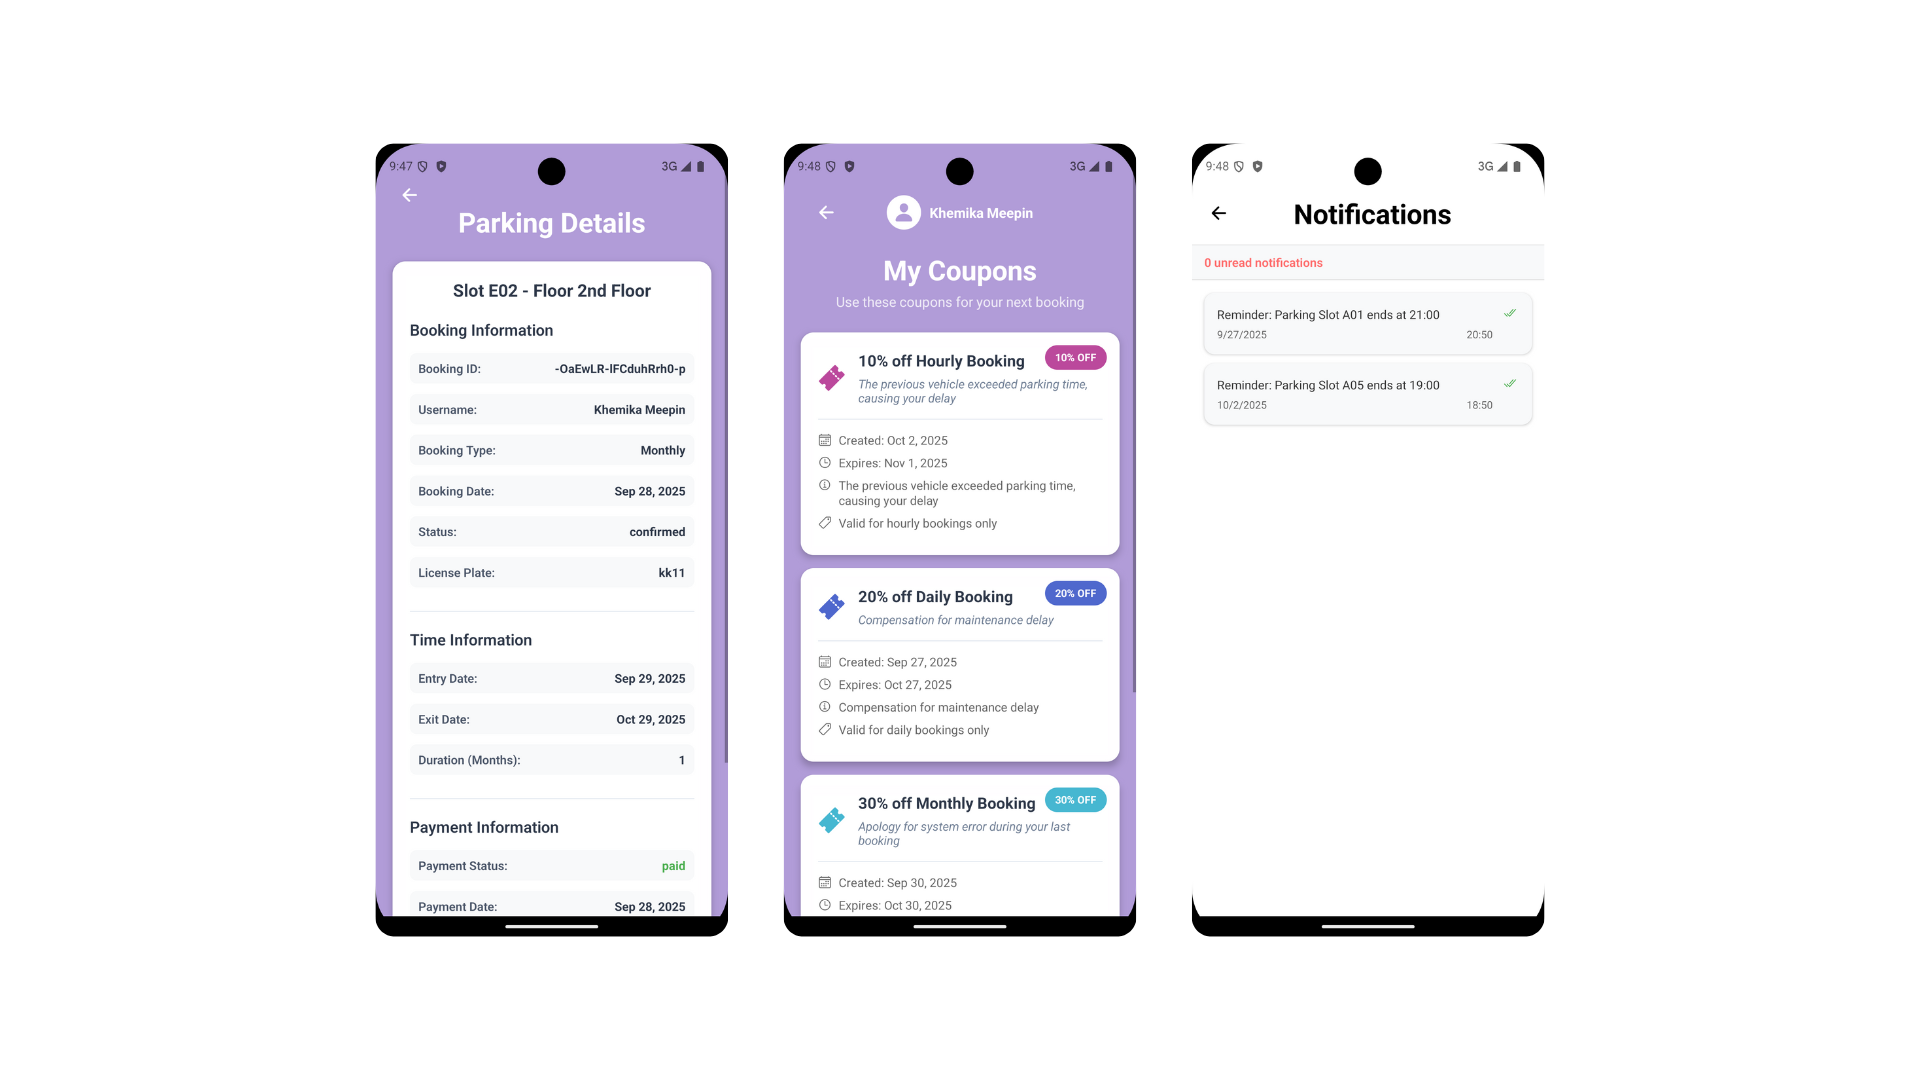 9:47
3G
Parking Details
Slot E02 - Floor 2nd Floor
Booking Information
Booking ID: -OaEwLR-lFCduhRrh0-p
Username: Khemika Meepin
Booking Type: Monthly
Booking Date: Sep 28, 2025
Status: confirmed
License Plate: kk11
Time Information
Entry Date: Sep 29, 2025
Exit Date: Oct 29, 2025
Duration (Months): 1
Payment Information
Payment Status: paid
Payment Date: Sep 28, 2025
9:48
3G
Khemika Meepin
My Coupons
Use these coupons for your next booking
10% off Hourly Booking
10% OFF
The previous vehicle exceeded parking time,
causing your delay
Created: Oct 2, 2025
Expires: Nov 1, 2025
The previous vehicle exceeded parking time,
causing your delay
Valid for hourly bookings only
20% off Daily Booking
20% OFF
Compensation for maintenance delay
Created: Sep 27, 2025
Expires: Oct 27, 2025
Compensation for maintenance delay
Valid for daily bookings only
30% off Monthly Booking
30% OFF
Apology for system error during your last
booking
Created: Sep 30, 2025
Expires: Oct 30, 2025
9:48
3G
Notifications
0 unread notifications
Reminder: Parking Slot A01 ends at 21:00
9/27/2025 20:50
Reminder: Parking Slot A05 ends at 19:00
10/2/2025 18:50